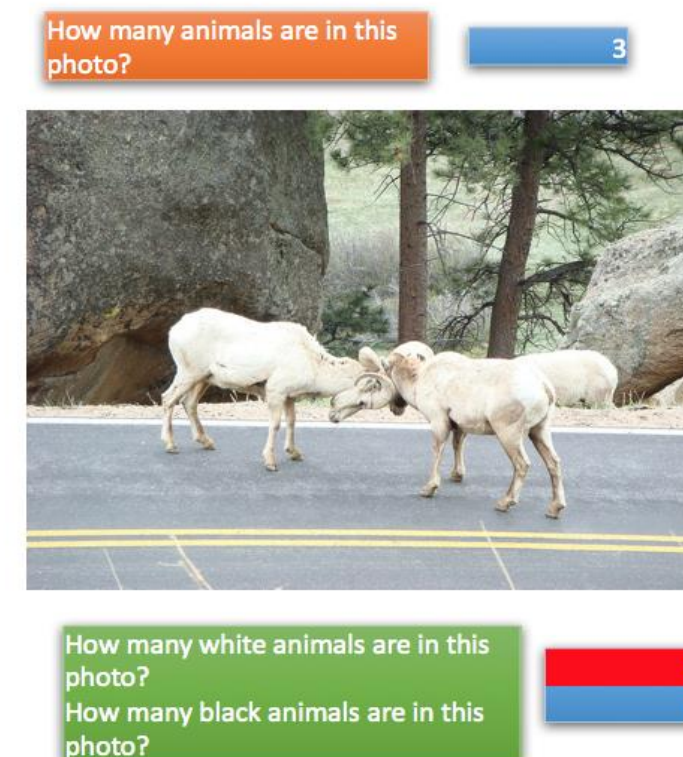 How many animals are in this
photo?
3
How many white animals are in this
photo?
How many black animals are in this
photo?